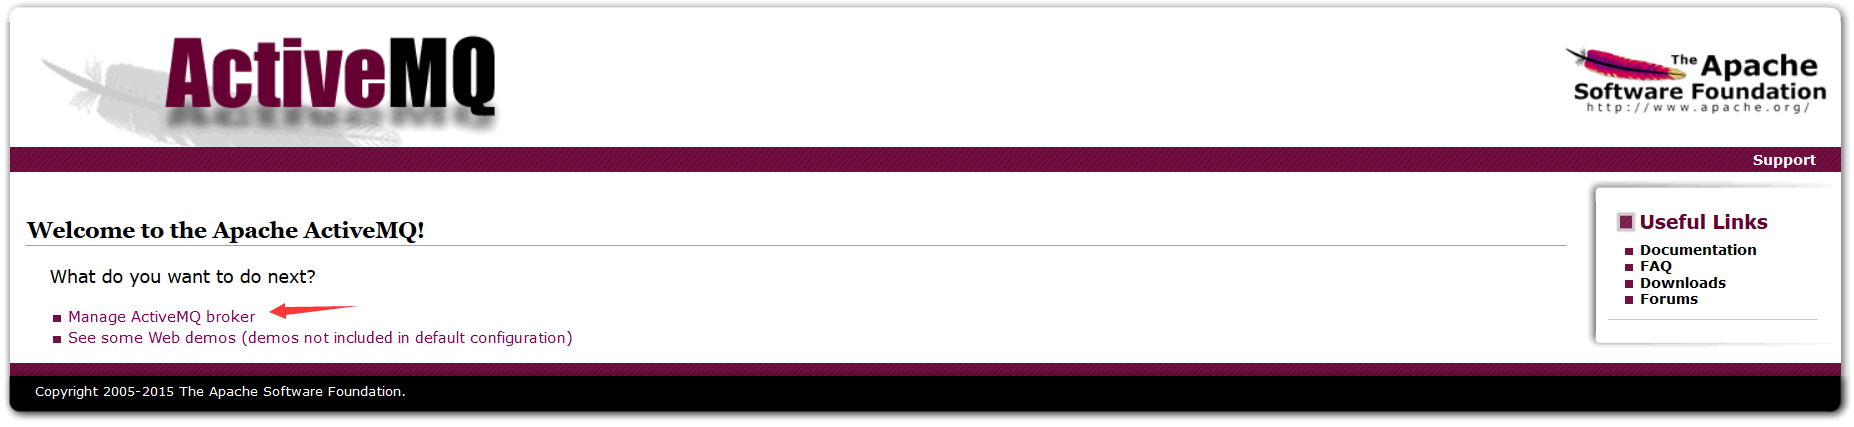 ActiveMQ
The Apache
Software Foundation
http://www.apache.org/
Support
Welcome to the Apache ActiveMQ!
What do you want to do next?
Manage ActiveMQ broker
See some Web demos (demos not included in default configuration)
Useful Links
Documentation
FAQ
Downloads
Forums
Copyright 2005-2015 The Apache Software Foundation.